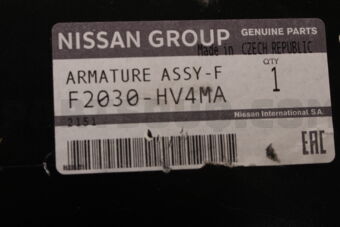 NISSAN GROUP GENUINE PARTS
Made in CZECH REPUBLIC
ARMATURE ASSY-F QTY
F2030-HV4MA 1
2151
Nissan International S.A.
EAC